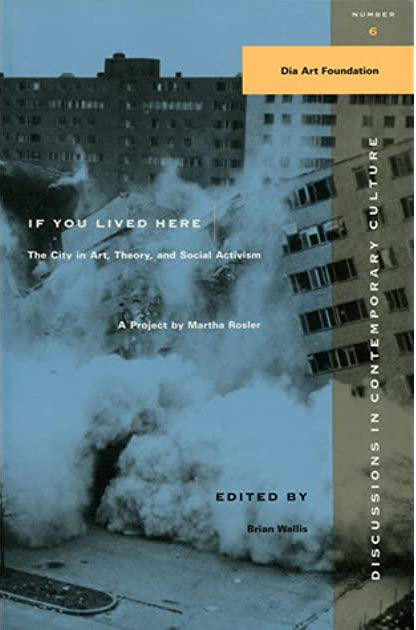 NUMBER
6
Dia Art Foundation
DISCUSSIONS IN CONTEMPORARY CULTURE
IF YOU LIVED HERE
The City in Art, Theory, and Social Activism
A Project by Martha Rosler
EDITED BY
Brian Wallis